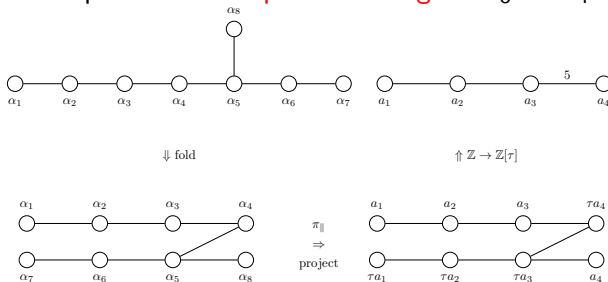 α8
α1 α2 α3 α4 α5 α6 α7
5
a1 a2 a3 a4
⇓ fold
⇑ ℤ → ℤ[τ]
α1 α2 α3 α4
α7 α6 α5 α8
π∥
⇒
project
a1 a2 a3 τa4
τa1 τa2 τa3 a4